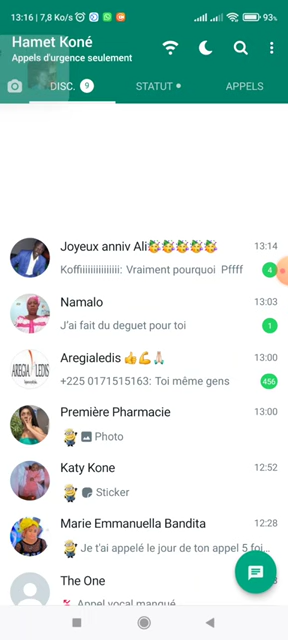 13:16 | 7,8 Ko/s
93%
Hamet Koné
Appels d'urgence seulement
DISC. 9
STATUT
APPELS
Joyeux anniv Ali 13:14
Koffiiiiiiiiiiiiiii: Vraiment pourquoi Pffff 4
Namalo 13:03
J'ai fait du deguet pour toi 1
Aregialedis 👍💪🙏🏻 13:00
+225 0171515163: Toi même gens 456
Première Pharmacie 13:00
Photo
Katy Kone 12:52
Sticker
Marie Emmanuella Bandita 12:28
Je t'ai appelé le jour de ton appel 5 foi...
The One
Appel vocal manqué